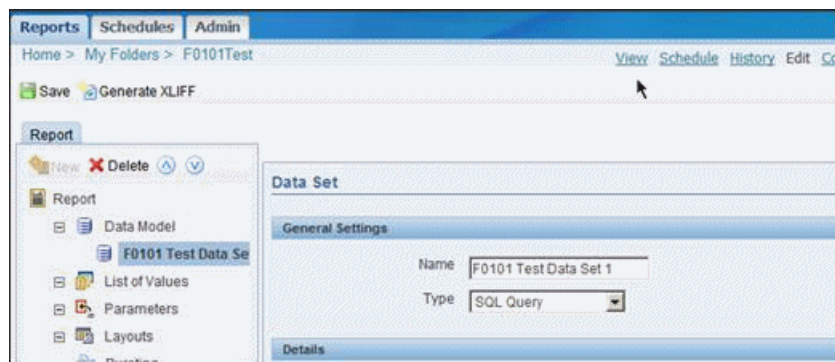 Reports Schedules Admin
Home > My Folders > F0101Test
View Schedule History Edit
Save Generate XLIFF
Report
New Delete
Data Set
Report
Data Model
General Settings
F0101 Test Data Se
Name F0101 Test Data Set 1
List of Values
Type SQL Query
Parameters
Layouts
Details